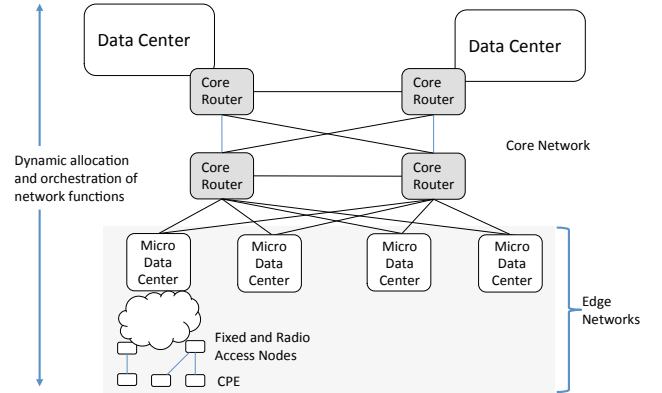 Data Center
Data Center
Core
Router
Core
Router
Core Network
Dynamic allocation
and orchestration of
network functions
Core
Router
Core
Router
Micro
Data
Center
Micro
Data
Center
Micro
Data
Center
Micro
Data
Center
Edge
Networks
Fixed and Radio
Access Nodes
CPE